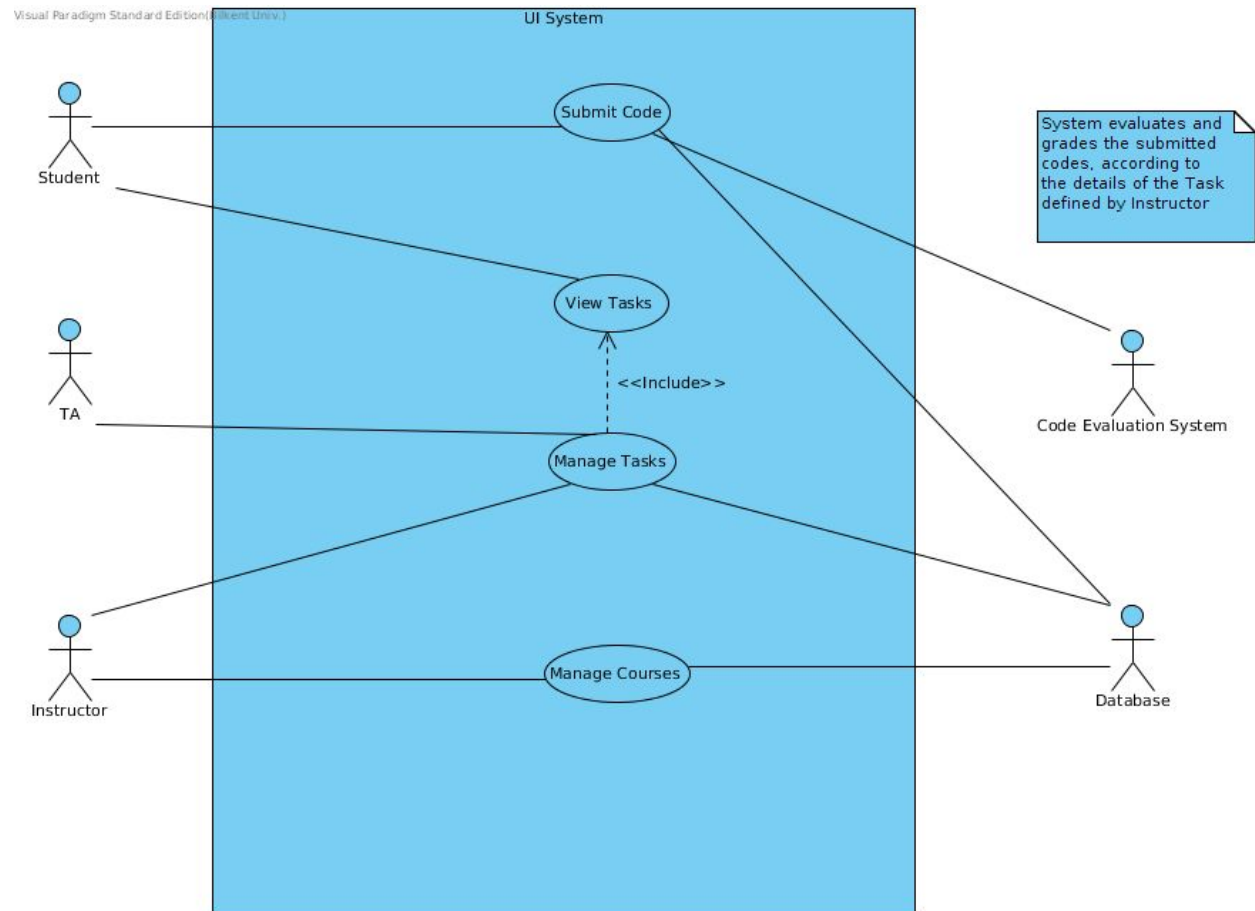 Visual Paradigm Standard Edition(Bilkent Univ.)
UI System
Submit Code
System evaluates and
grades the submitted
codes, according to
the details of the Task
defined by Instructor
Student
View Tasks
<<Include>>
TA
Code Evaluation System
Manage Tasks
Manage Courses
Instructor
Database